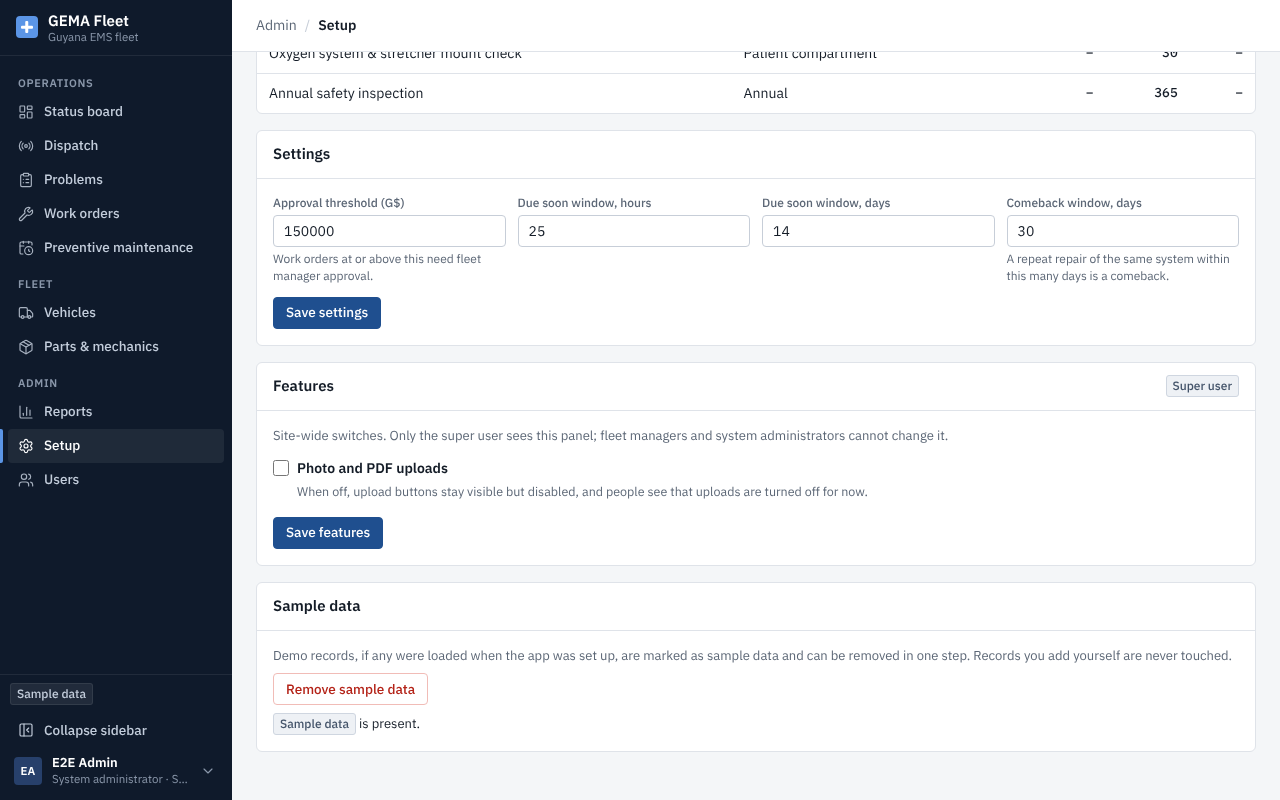 GEMA Fleet
Guyana EMS fleet
OPERATIONS
Status board
Dispatch
Problems
Work orders
Preventive maintenance
FLEET
Vehicles
Parts & mechanics
ADMIN
Reports
Setup
Users
Sample data
Collapse sidebar
EA
E2E Admin
System administrator · S...
Admin / Setup
Oxygen system & stretcher mount check Patient compartment – 30 –
Annual safety inspection Annual – 365 –
Settings
Approval threshold (G$) Due soon window, hours Due soon window, days Comeback window, days
150000 25 14 30
Work orders at or above this need fleet
manager approval.
A repeat repair of the same system within
this many days is a comeback.
Save settings
Features Super user
Site-wide switches. Only the super user sees this panel; fleet managers and system administrators cannot change it.
Photo and PDF uploads
When off, upload buttons stay visible but disabled, and people see that uploads are turned off for now.
Save features
Sample data
Demo records, if any were loaded when the app was set up, are marked as sample data and can be removed in one step. Records you add yourself are never touched.
Remove sample data
Sample data is present.